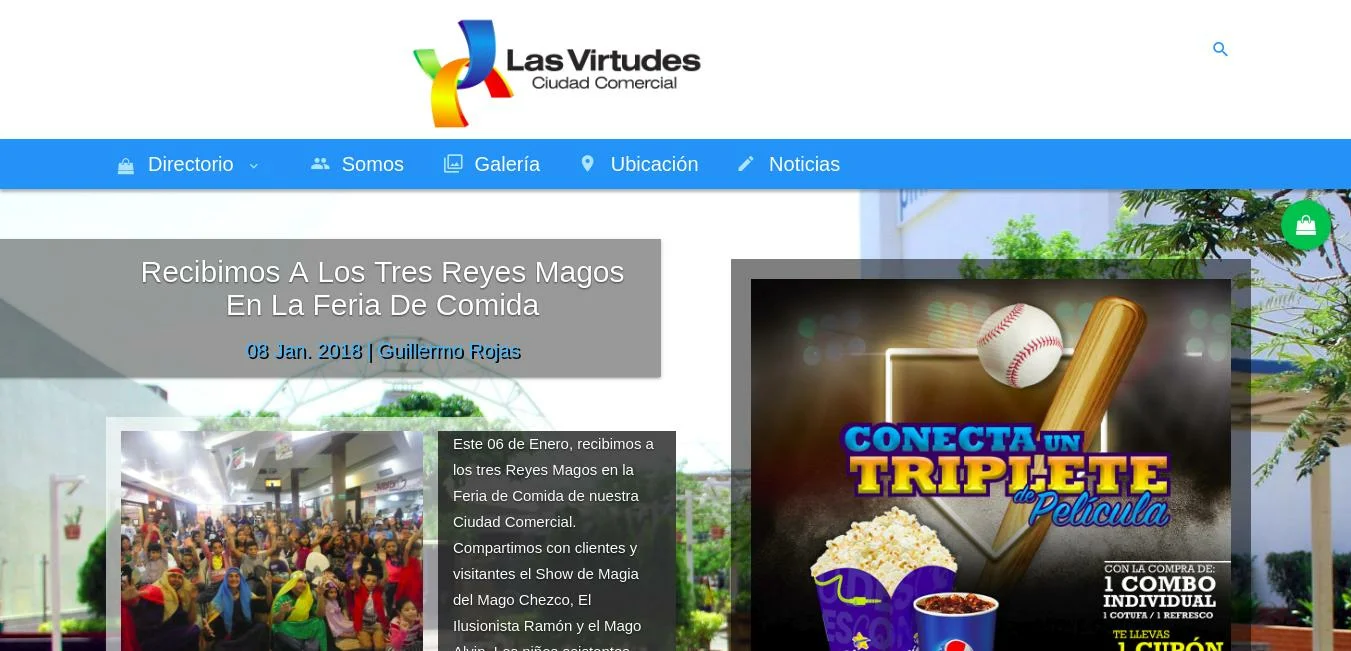 Las Virtudes
Ciudad Comercial
Directorio
Somos
Galería
Ubicación
Noticias
Recibimos A Los Tres Reyes Magos
En La Feria De Comida
08 Jan. 2018 | Guillermo Rojas
Este 06 de Enero, recibimos a
los tres Reyes Magos en la
Feria de Comida de nuestra
Ciudad Comercial.
Compartimos con clientes y
visitantes el Show de Magia
del Mago Chezco, El
Ilusionista Ramón y el Mago
Alvin. Los niños asistentes
CONECTA UN
TRIPLETE
de Película
CON LA COMPRA DE:
1 COMBO
INDIVIDUAL
1 COTUFA / 1 REFRESCO
TE LLEVAS
1 CUPÓN